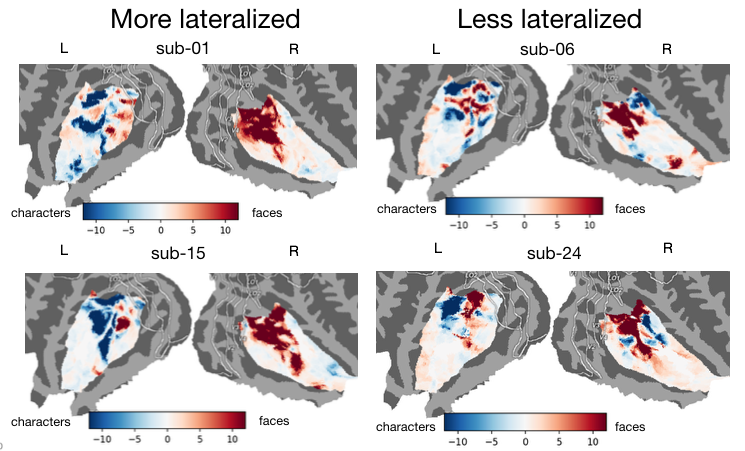 More lateralized Less lateralized
L sub-01 R L sub-06 R
characters faces characters faces
−10 −5 0 5 10 −10 −5 0 5 10
L sub-15 R L sub-24 R
characters faces characters faces
−10 −5 0 5 10 −10 −5 0 5 10